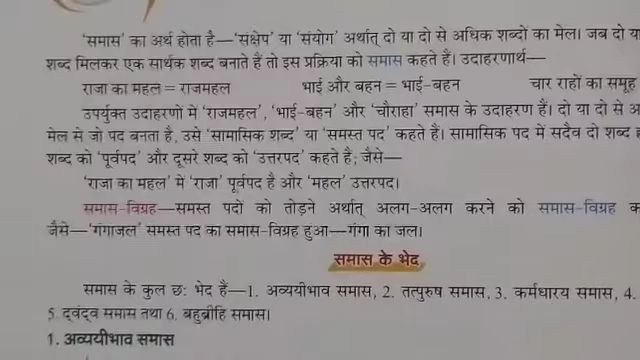 'समास' का अर्थ होता है—'संक्षेप' या 'संयोग' अर्थात् दो या दो से अधिक शब्दों का मेल। जब दो या
शब्द मिलकर एक सार्थक शब्द बनाते हैं तो इस प्रक्रिया को समास कहते हैं। उदाहरणार्थ—
राजा का महल = राजमहल भाई और बहन = भाई-बहन चार राहों का समूह
उपर्युक्त उदाहरणों में 'राजमहल', 'भाई-बहन' और 'चौराहा' समास के उदाहरण हैं। दो या दो से
मेल से जो पद बनता है, उसे 'सामासिक शब्द' या 'समस्त पद' कहते हैं। सामासिक पद में सदैव दो शब्द
शब्द को 'पूर्वपद' और दूसरे शब्द को 'उत्तरपद' कहते हैं; जैसे—
'राजा का महल' में 'राजा' पूर्वपद है और 'महल' उत्तरपद।
समास-विग्रह—समस्त पदों को तोड़ने अर्थात् अलग-अलग करने को समास-विग्रह
जैसे—'गंगाजल' समस्त पद का समास-विग्रह हुआ—गंगा का जल।
समास के भेद
समास के कुल छः भेद हैं—1. अव्ययीभाव समास, 2. तत्पुरुष समास, 3. कर्मधारय समास, 4.
5. द्वंद्व समास तथा 6. बहुब्रीहि समास।
1. अव्ययीभाव समास